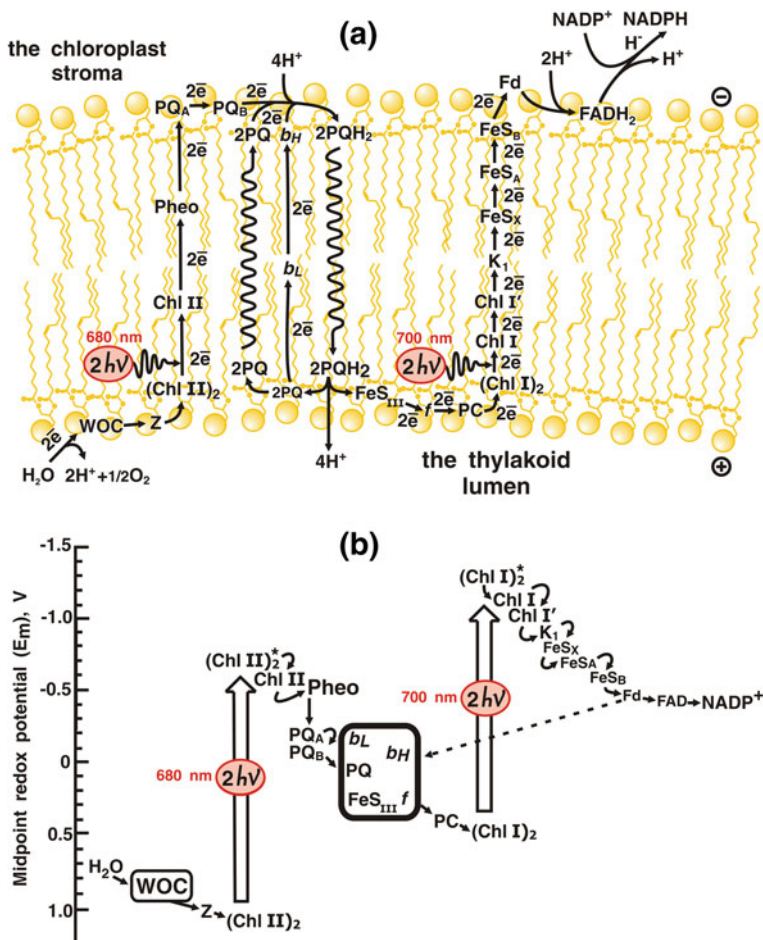 (a)
the chloroplast
stroma
NADP⁺ NADPH
H⁻ H⁺
4H⁺
2H⁺
Fd
FADH₂
PQ_A 2ē PQ_B 2ē 2ē
2PQ b_H 2PQH₂
2ē
2ē
FeS_B
2ē
FeS_A
2ē
FeS_X
2ē
K₁
2ē
Chl I′
2ē
Chl I
2ē
(Chl I)₂
2ē
Pheo
2ē
Chl II
2ē
(Chl II)₂
2ē
b_L
2ē
680 nm
2hν
700 nm
2hν
2PQ 2PQ 2PQH₂ FeS_III 2ē f 2ē PC 2ē
2ē
WOC Z
H₂O 2H⁺+1/2O₂
4H⁺
the thylakoid
lumen
⊖
⊕
(b)
Midpoint redox potential (Eₘ), V
-1.5
-1.0
-0.5
0
0.5
1.0
H₂O
WOC
Z (Chl II)₂
680 nm
2hν
(Chl II)₂*
Chl II
Pheo
PQ_A
PQ_B
b_L
b_H
PQ
FeS_III f
PC (Chl I)₂
700 nm
2hν
(Chl I)₂*
Chl I
Chl I′
K₁
FeS_X
FeS_A
FeS_B
Fd FAD NADP⁺